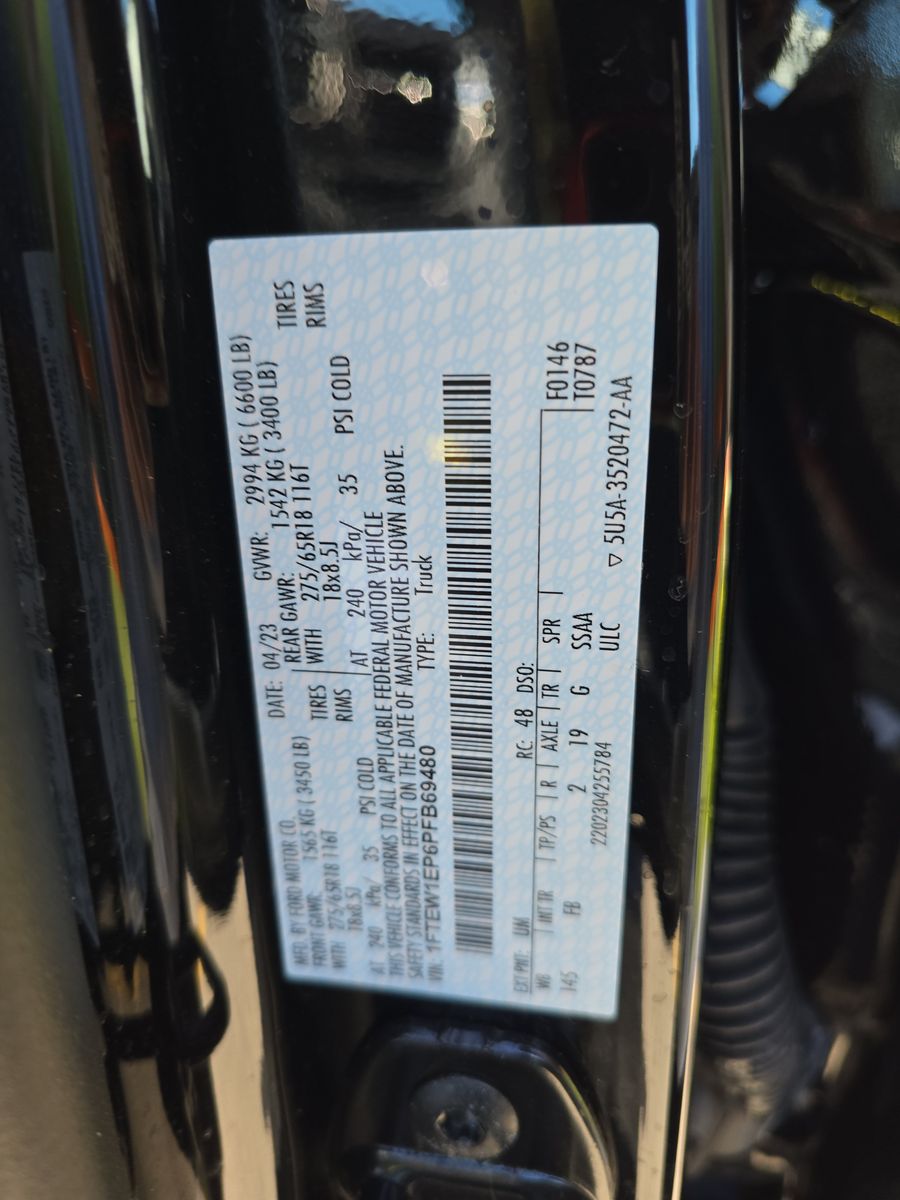 MFD. BY FORD MOTOR CO. DATE: 04/23 GVWR: 2994 KG ( 6600 LB)
FRONT GAWR: 1565 KG ( 3450 LB) REAR GAWR: 1542 KG ( 3400 LB)
WITH 275/65R18 116T TIRES WITH 275/65R18 116T TIRES
18x8.5J RIMS 18x8.5J RIMS
AT 240 kPa/ 35 PSI COLD AT 240 kPa/ 35 PSI COLD
THIS VEHICLE CONFORMS TO ALL APPLICABLE FEDERAL MOTOR VEHICLE
SAFETY STANDARDS IN EFFECT ON THE DATE OF MANUFACTURE SHOWN ABOVE.
VIN: 1FTEW1EP6PFB69480 TYPE: Truck
EXT PNT: UM RC: 48 DSO: F0146
WB INT TR TP/PS R AXLE TR SPR T0787
145 FB 2 19 G SSAA
ULC
2202304255784 ▽ 5U5A-3520472-AA